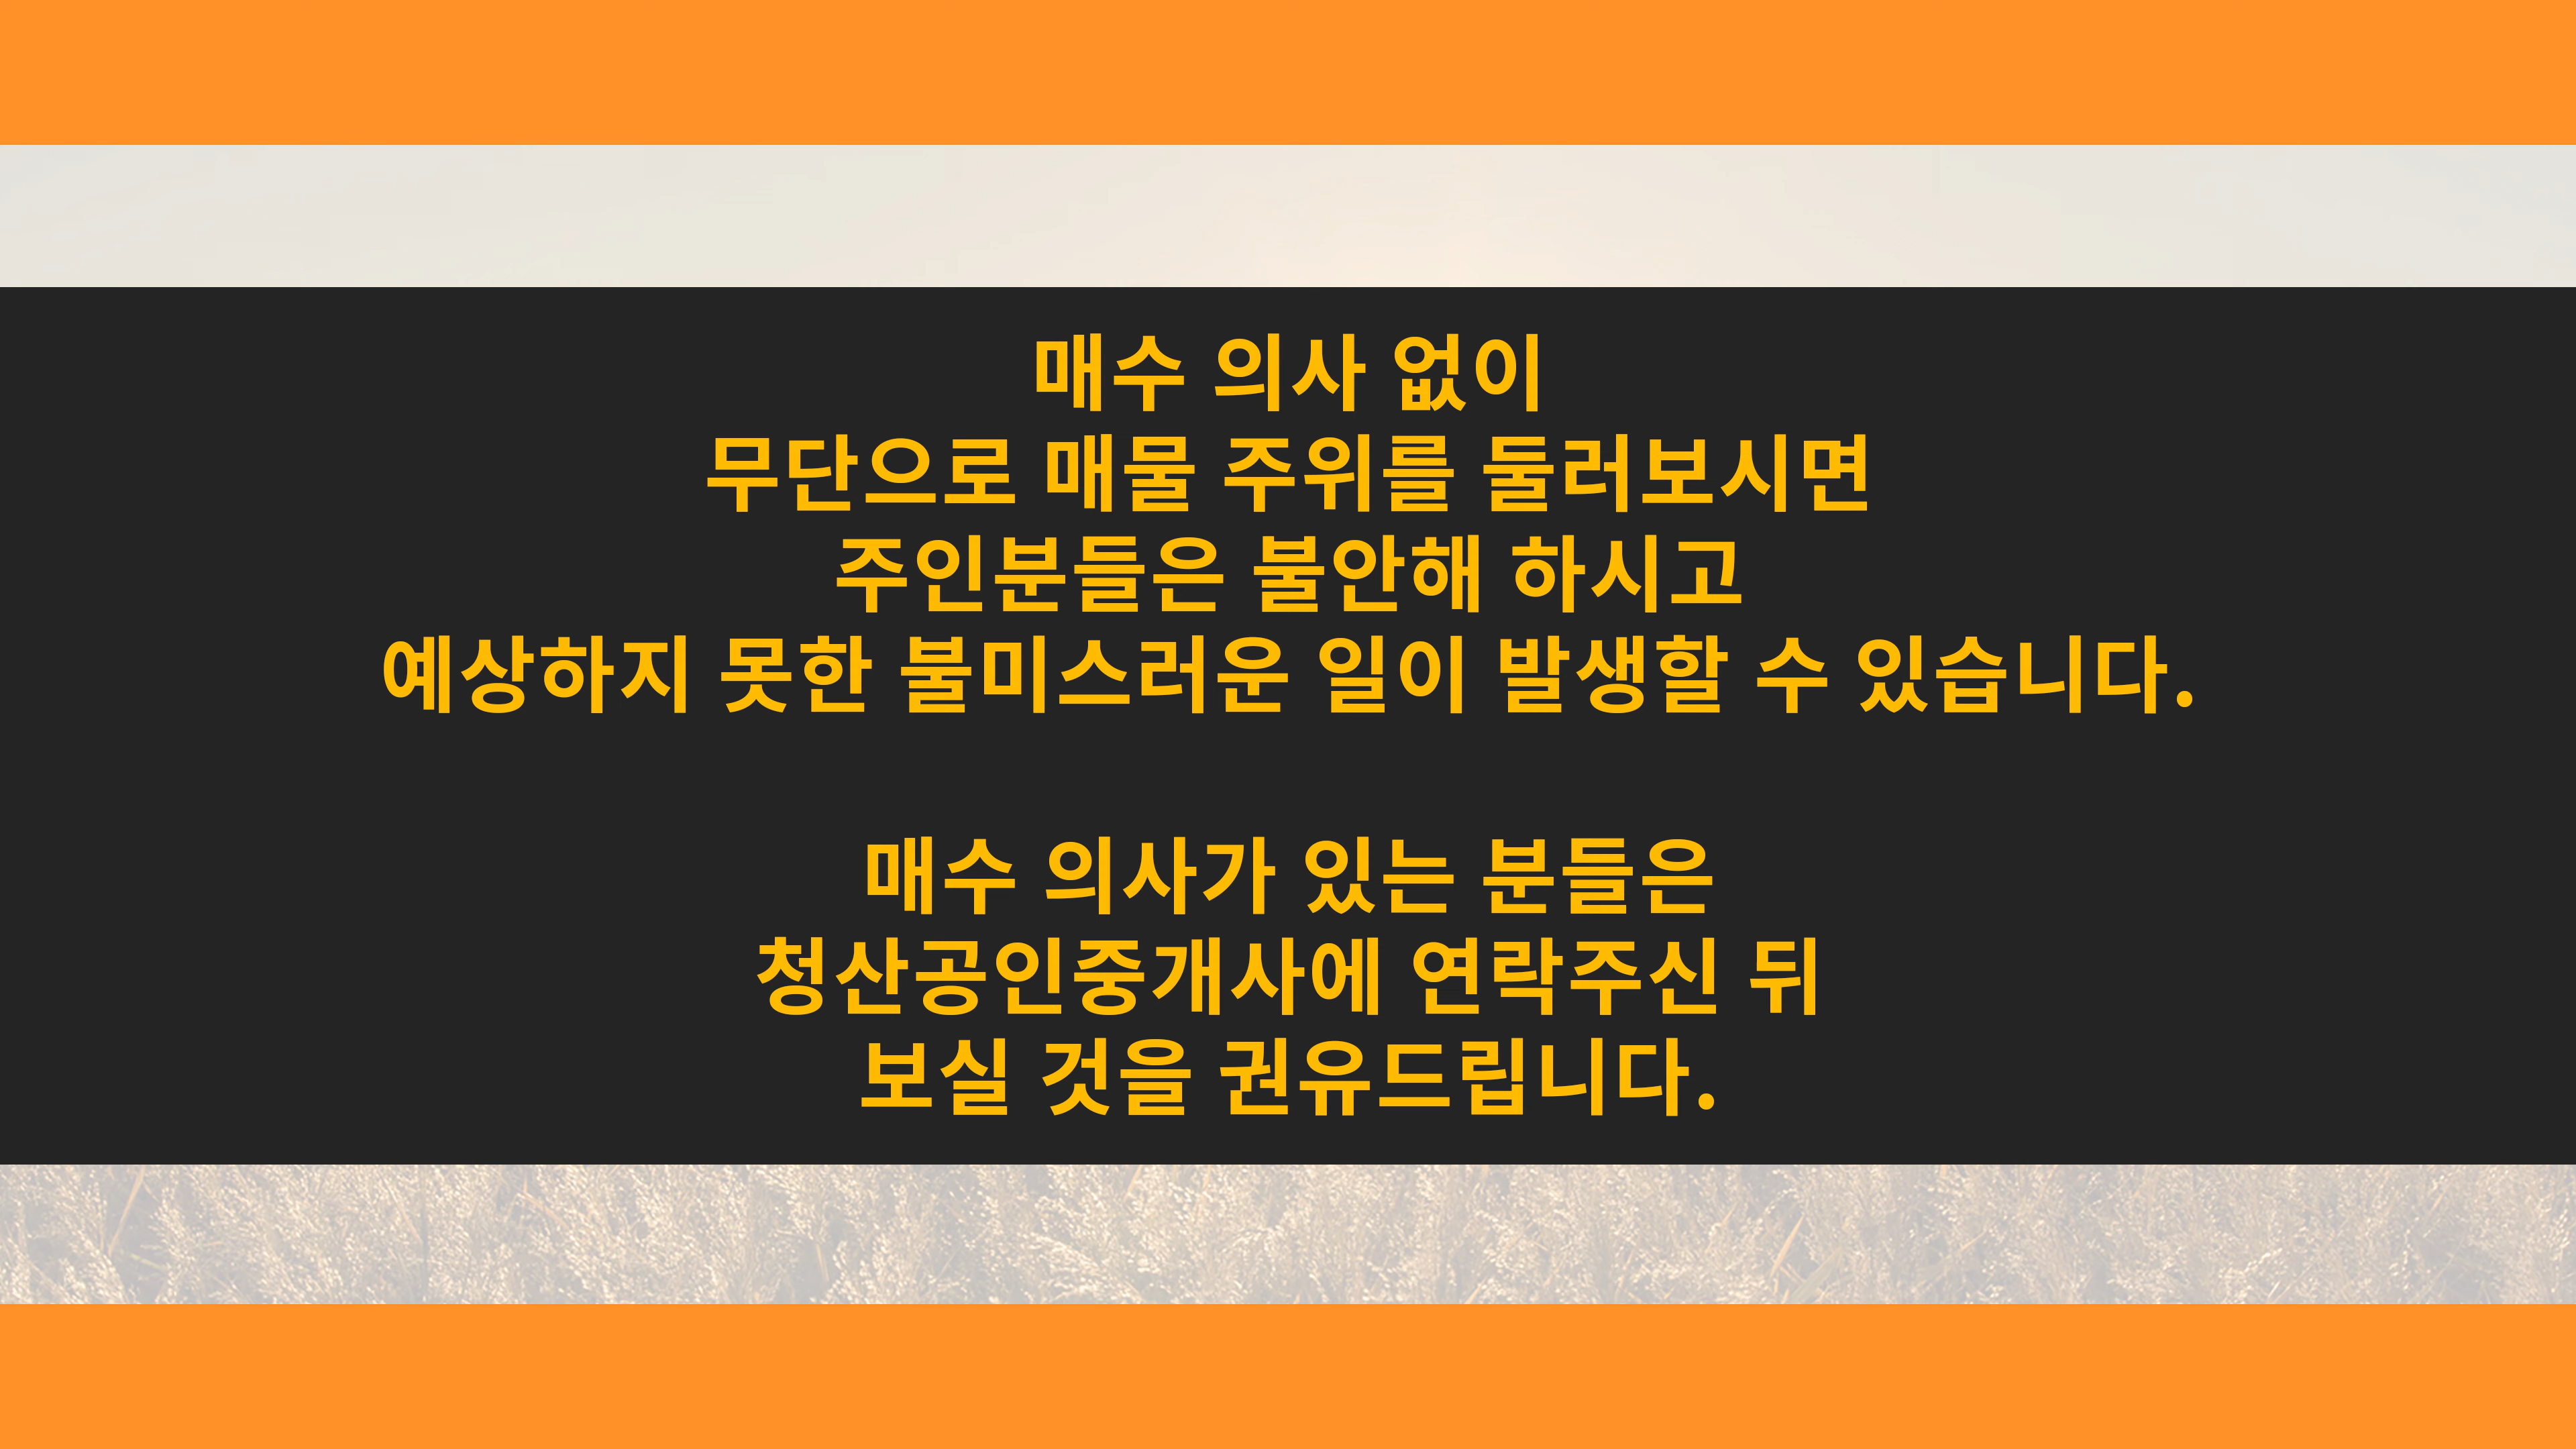 매수 의사 없이
무단으로 매물 주위를 둘러보시면
주인분들은 불안해 하시고
예상하지 못한 불미스러운 일이 발생할 수 있습니다.
매수 의사가 있는 분들은
청산공인중개사에 연락주신 뒤
보실 것을 권유드립니다.